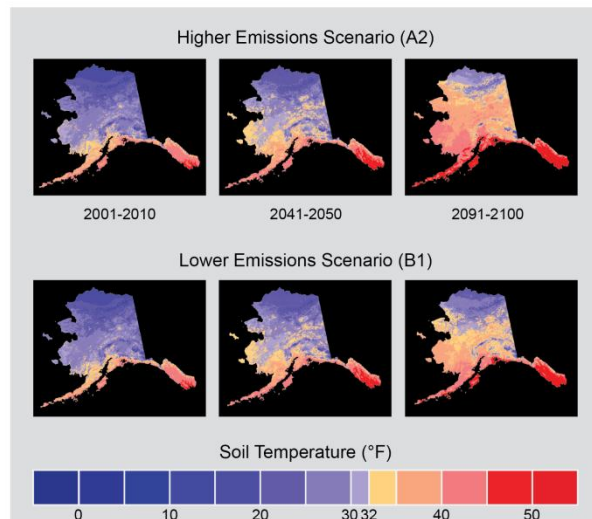 Higher Emissions Scenario (A2)
2001-2010 2041-2050 2091-2100
Lower Emissions Scenario (B1)
Soil Temperature (°F)
0 10 20 30 32 40 50